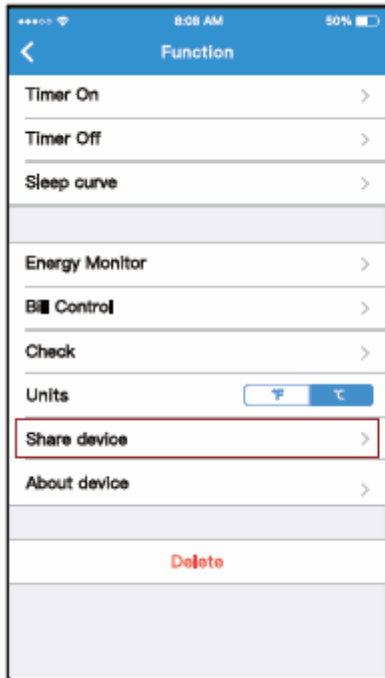 8:08 AM 50%
Function
Timer On
Timer Off
Sleep curve
Energy Monitor
Bill Control
Check
Units °F °C
Share device
About device
Delete